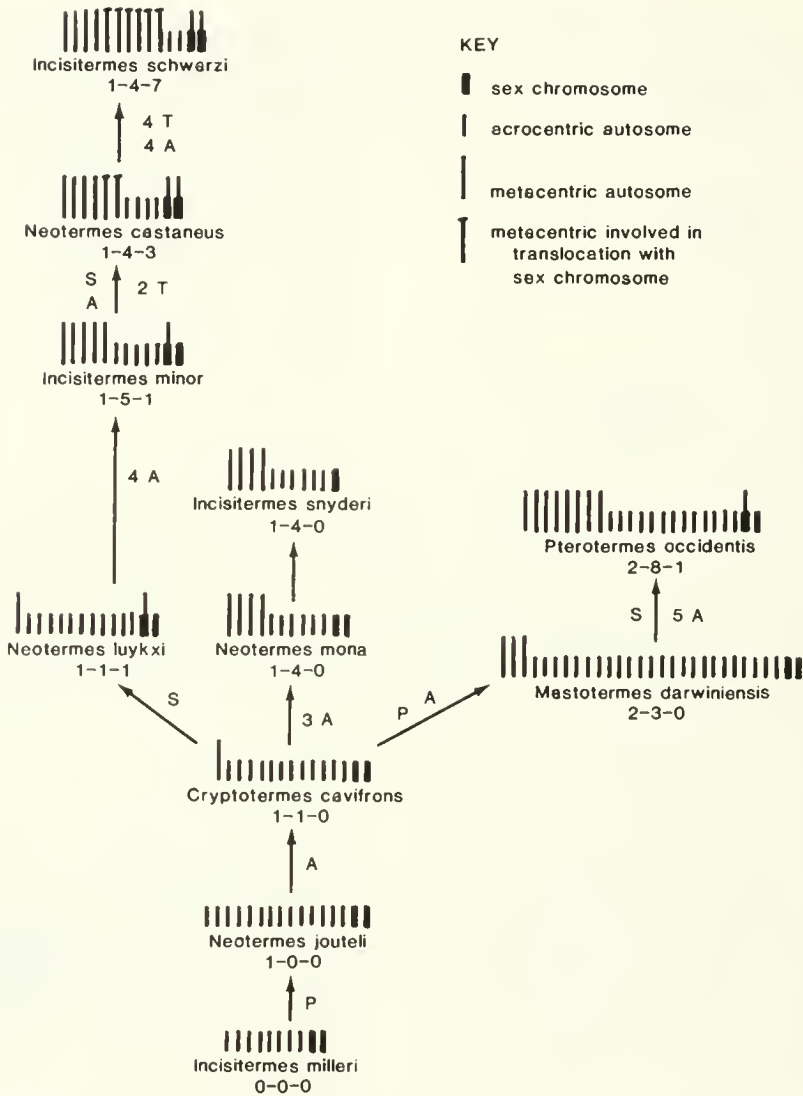 Incisitermes schwarzi
1-4-7
4 T
4 A
Neotermes castaneus
1-4-3
S
A
2 T
Incisitermes minor
1-5-1
4 A
Incisitermes snyderi
1-4-0
Pterotermes occidentis
2-8-1
Neotermes luykxi
1-1-1
Neotermes mona
1-4-0
S
5 A
Mastotermes darwiniensis
2-3-0
S
3 A
P
A
Cryptotermes cavifrons
1-1-0
A
Neotermes jouteli
1-0-0
P
Incisitermes milleri
0-0-0
KEY
sex chromosome
acrocentric autosome
metacentric autosome
metacentric involved in
translocation with
sex chromosome